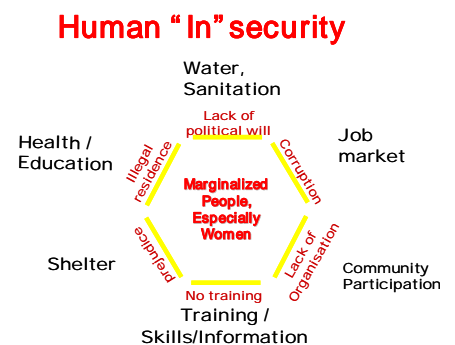 Human “In” security
Water,
Sanitation
Lack of
political will
Health /
Education
Illegal
residence
Corruption
Job
market
Marginalized
People,
Especially
Women
prejudice
Lack of
Organisation
Shelter
Community
Participation
No training
Training /
Skills/Information